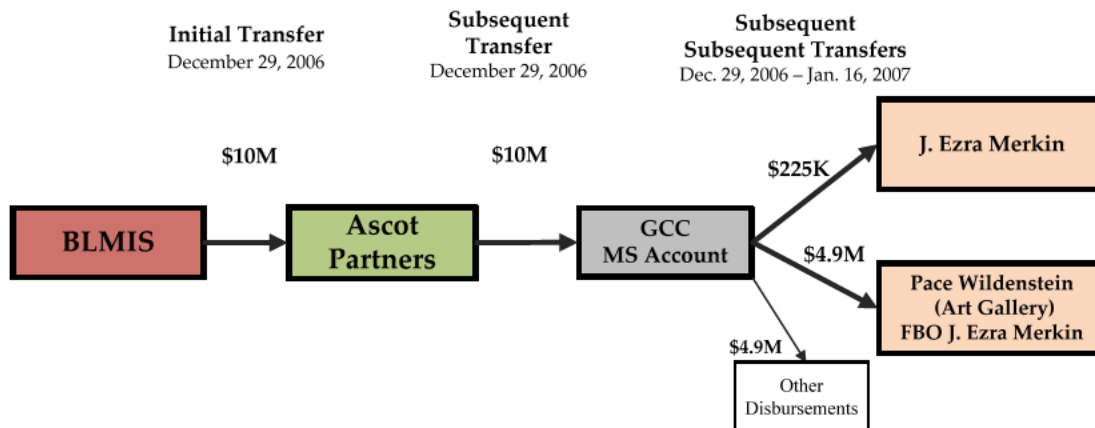 Initial Transfer
December 29, 2006
Subsequent
Transfer
December 29, 2006
Subsequent
Subsequent Transfers
Dec. 29, 2006 – Jan. 16, 2007
$10M
$10M
$225K
$4.9M
$4.9M
BLMIS
Ascot
Partners
GCC
MS Account
J. Ezra Merkin
Pace Wildenstein
(Art Gallery)
FBO J. Ezra Merkin
Other
Disbursements